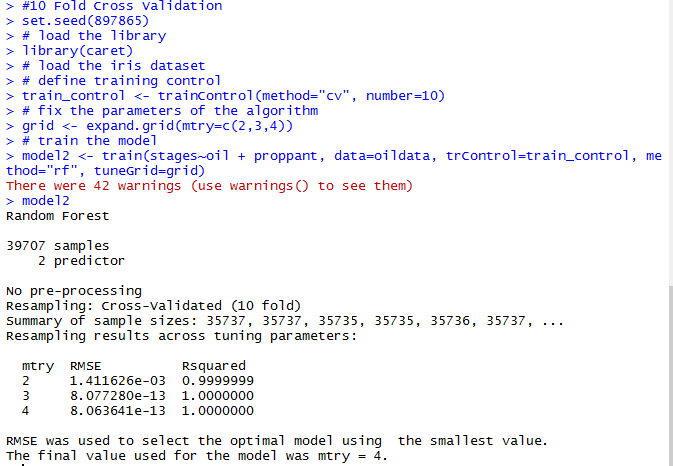 > #10 Fold Cross Validation
> set.seed(897865)
> # load the library
> library(caret)
> # load the iris dataset
> # define training control
> train_control <- trainControl(method="cv", number=10)
> # fix the parameters of the algorithm
> grid <- expand.grid(mtry=c(2,3,4))
> # train the model
> model2 <- train(stages~oil + proppant, data=oildata, trControl=train_control, me
thod="rf", tuneGrid=grid)
There were 42 warnings (use warnings() to see them)
> model2
Random Forest
39707 samples
2 predictor
No pre-processing
Resampling: Cross-Validated (10 fold)
Summary of sample sizes: 35737, 35737, 35735, 35735, 35736, 35737, ...
Resampling results across tuning parameters:
mtry RMSE Rsquared
2 1.411626e-03 0.9999999
3 8.077280e-13 1.0000000
4 8.063641e-13 1.0000000
RMSE was used to select the optimal model using the smallest value.
The final value used for the model was mtry = 4.